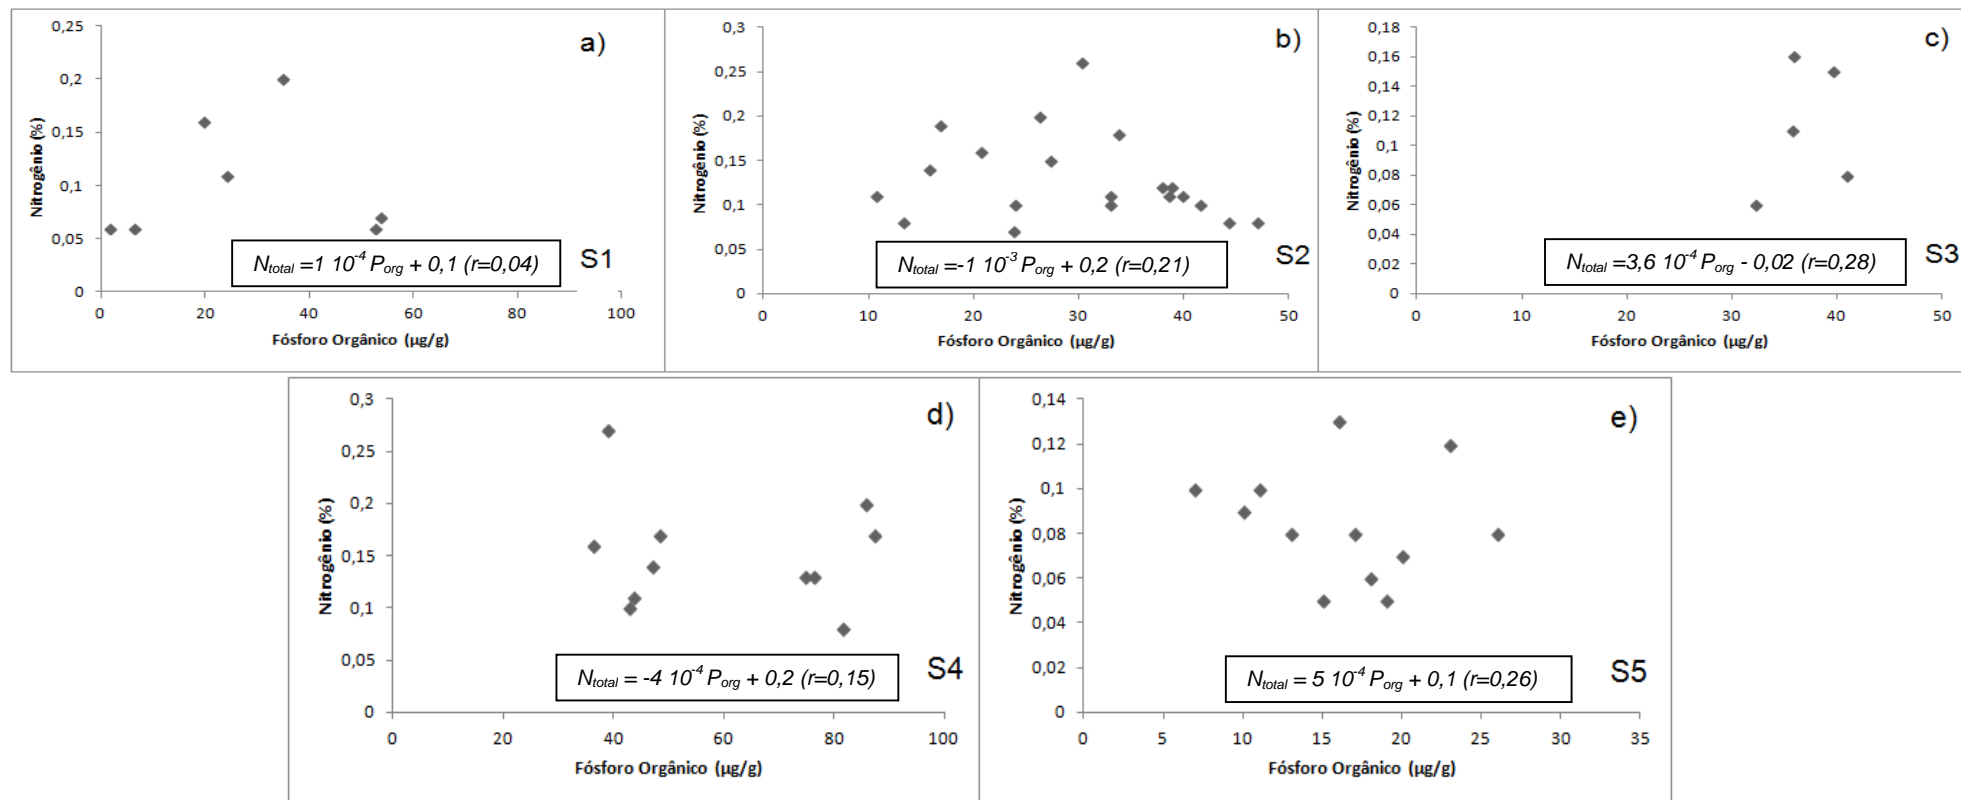 a)
0,25
0,2
0,15
0,1
0,05
0
Nitrogênio (%)
N_total =1 10^-4 P_org + 0,1 (r=0,04)
S1
0 20 40 60 80 100
Fósforo Orgânico (µg/g)
b)
0,3
0,25
0,2
0,15
0,1
0,05
0
Nitrogênio (%)
N_total =-1 10^-3 P_org + 0,2 (r=0,21)
S2
0 10 20 30 40 50
Fósforo Orgânico (µg/g)
c)
0,18
0,16
0,14
0,12
0,1
0,08
0,06
0,04
0,02
0
Nitrogênio (%)
N_total =3,6 10^-4 P_org - 0,02 (r=0,28)
S3
0 10 20 30 40 50
Fósforo Orgânico (µg/g)
d)
0,3
0,25
0,2
0,15
0,1
0,05
0
Nitrogênio (%)
N_total = -4 10^-4 P_org + 0,2 (r=0,15)
S4
0 20 40 60 80 100
Fósforo Orgânico (µg/g)
e)
0,14
0,12
0,1
0,08
0,06
0,04
0,02
0
Nitrogênio (%)
N_total = 5 10^-4 P_org + 0,1 (r=0,26)
S5
0 5 10 15 20 25 30 35
Fósforo Orgânico (µg/g)